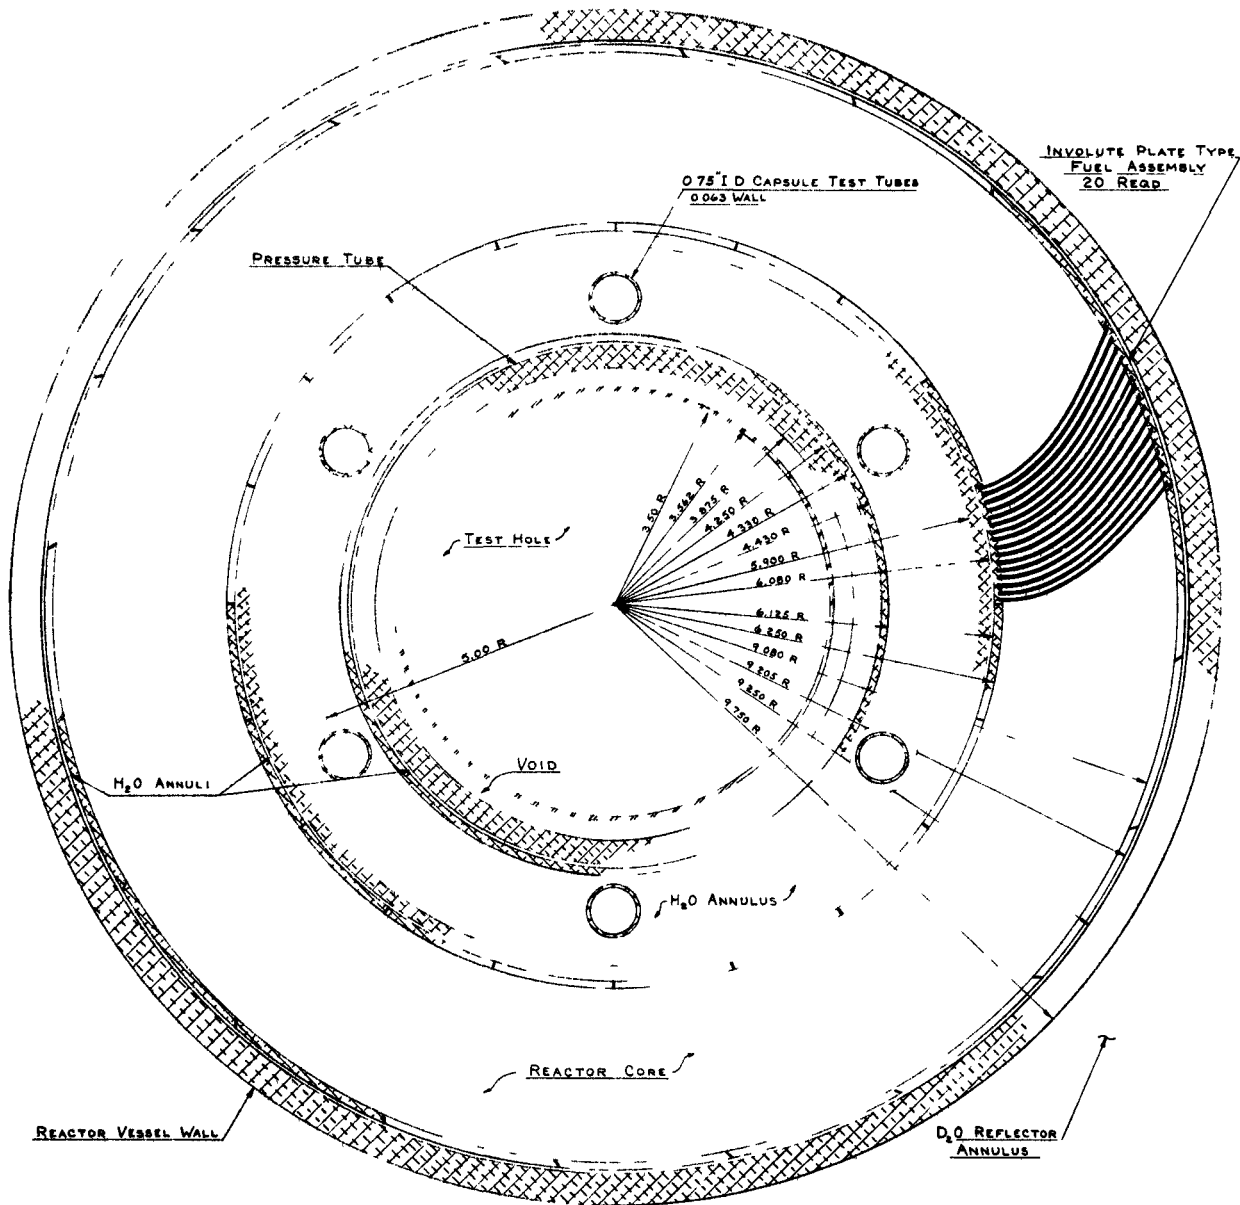 INVOLUTE PLATE TYPE
FUEL ASSEMBLY
20 REQD
0.75" I D CAPSULE TEST TUBES
0.063 WALL
PRESSURE TUBE
3.50 R
3.562 R
3.875 R
4.250 R
4.330 R
4.430 R
5.900 R
6.080 R
TEST HOLE
6.125 R
6.250 R
9.080 R
9.205 R
9.250 R
9.750 R
5.00 R
VOID
H₂O ANNULI
H₂O ANNULUS
REACTOR CORE
REACTOR VESSEL WALL
D₂O REFLECTOR
ANNULUS